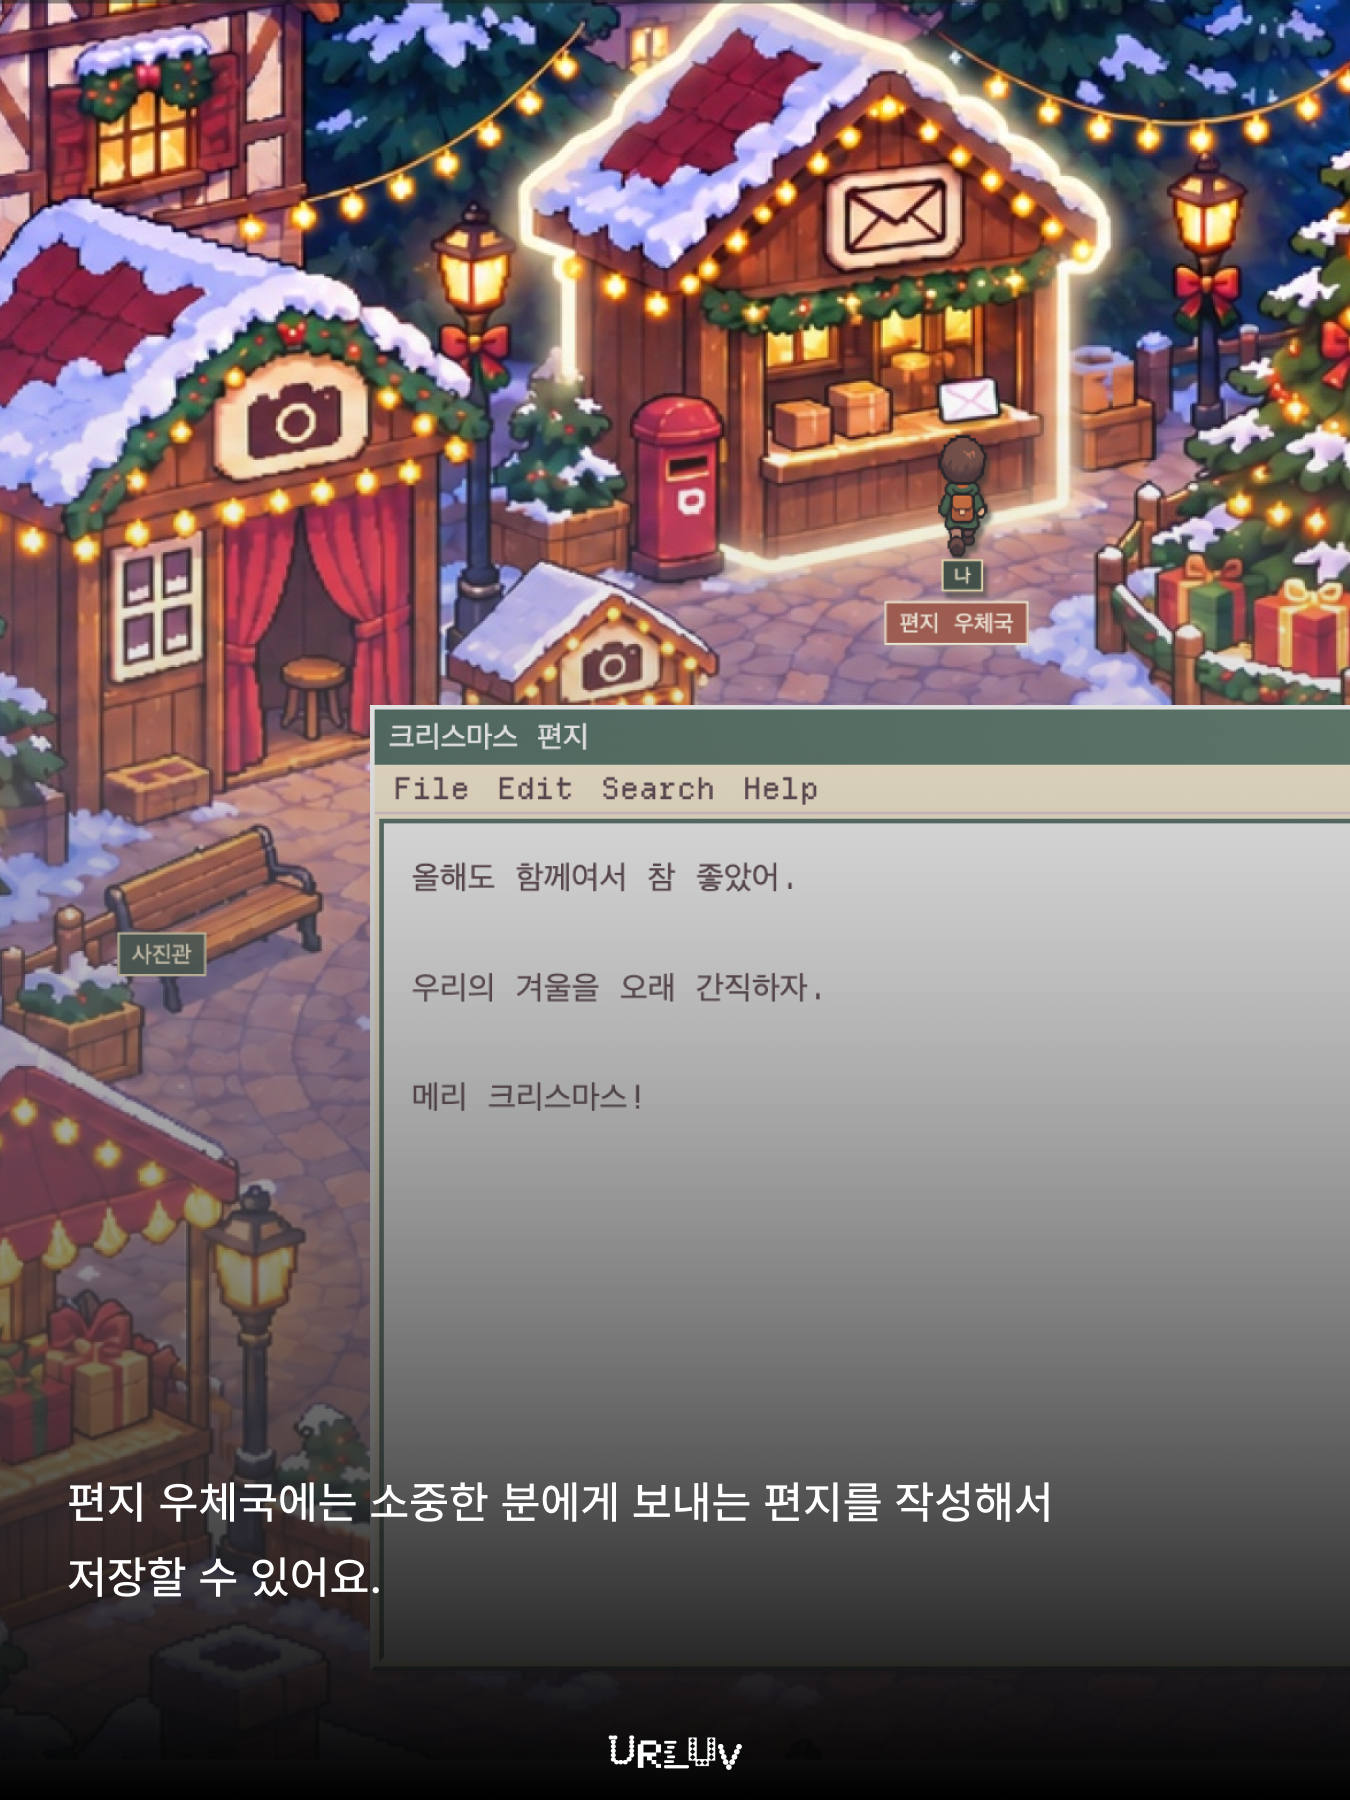 나
편지 우체국
크리스마스 편지
File Edit Search Help
올해도 함께여서 참 좋았어.
우리의 겨울을 오래 간직하자.
메리 크리스마스!
사진관
편지 우체국에는 소중한 분에게 보내는 편지를 작성해서
저장할 수 있어요.
URLUV